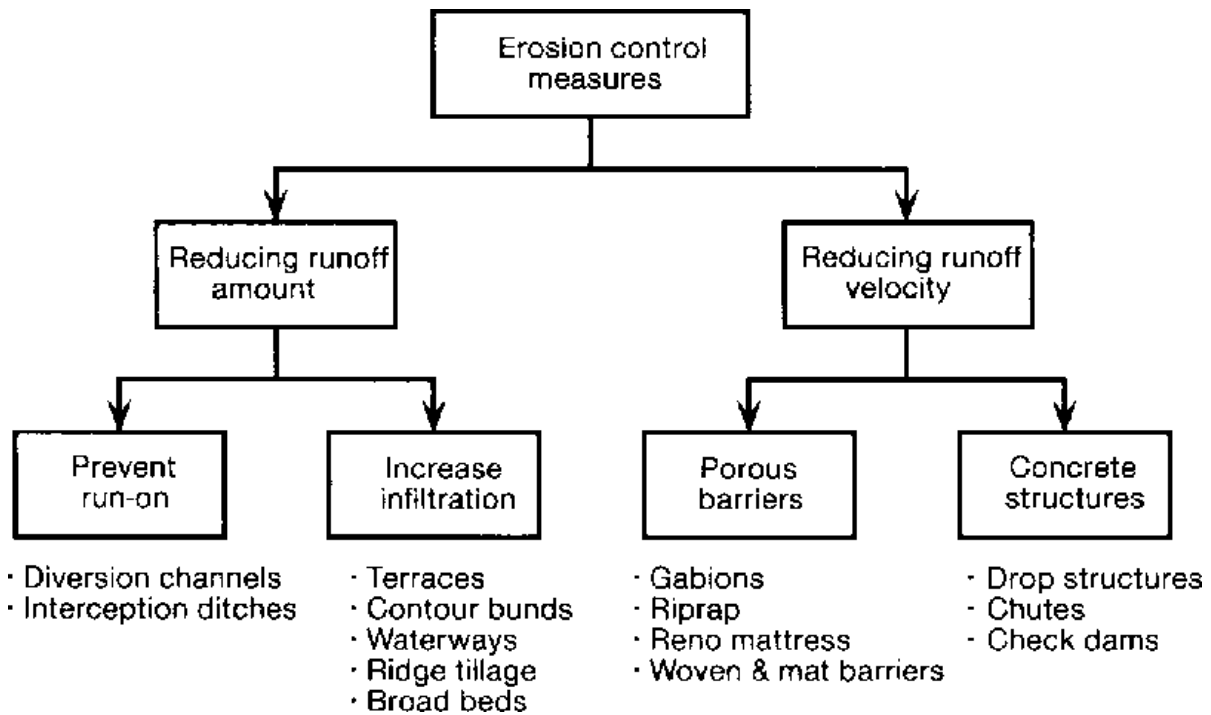 Erosion control
measures
Reducing runoff
amount
Reducing runoff
velocity
Prevent
run-on
Increase
infiltration
Porous
barriers
Concrete
structures
· Diversion channels
· Interception ditches
· Terraces
· Contour bunds
· Waterways
· Ridge tillage
· Broad beds
· Gabions
· Riprap
· Reno mattress
· Woven & mat barriers
· Drop structures
· Chutes
· Check dams